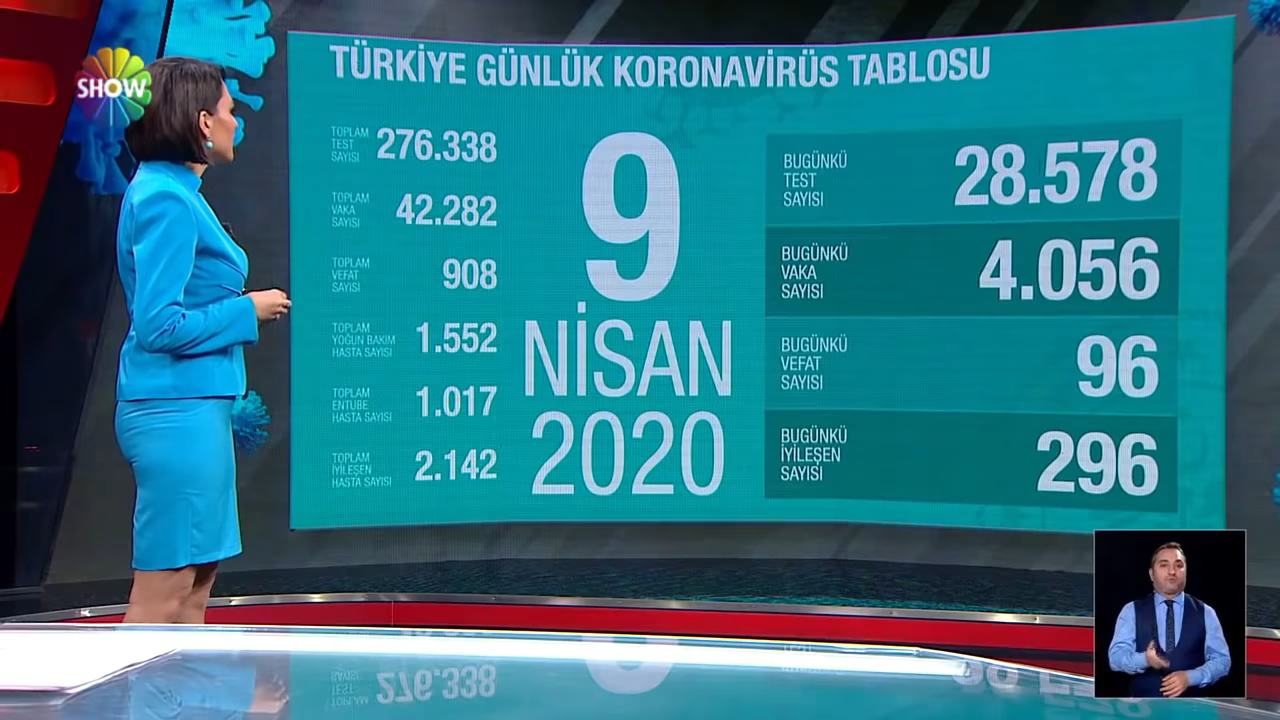 SHOW
TÜRKİYE GÜNLÜK KORONAVİRÜS TABLOSU
TOPLAM
TEST
SAYISI
276.338
TOPLAM
VAKA
SAYISI
42.282
TOPLAM
VEFAT
SAYISI
908
TOPLAM
YOĞUN BAKIM
HASTA SAYISI
1.552
TOPLAM
ENTUBE
HASTA SAYISI
1.017
TOPLAM
İYİLEŞEN
HASTA SAYISI
2.142
9
NİSAN
2020
BUGÜNKÜ
TEST
SAYISI
28.578
BUGÜNKÜ
VAKA
SAYISI
4.056
BUGÜNKÜ
VEFAT
SAYISI
96
BUGÜNKÜ
İYİLEŞEN
SAYISI
296